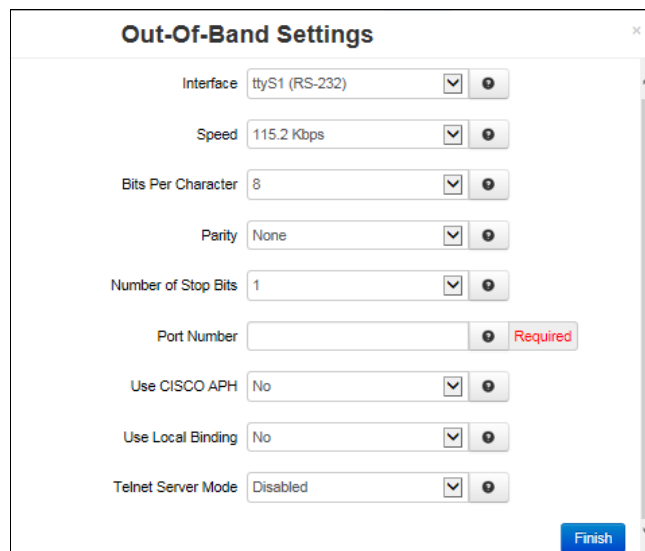 Out-Of-Band Settings
×
Interface ttyS1 (RS-232)
Speed 115.2 Kbps
Bits Per Character 8
Parity None
Number of Stop Bits 1
Port Number Required
Use CISCO APH No
Use Local Binding No
Telnet Server Mode Disabled
Finish